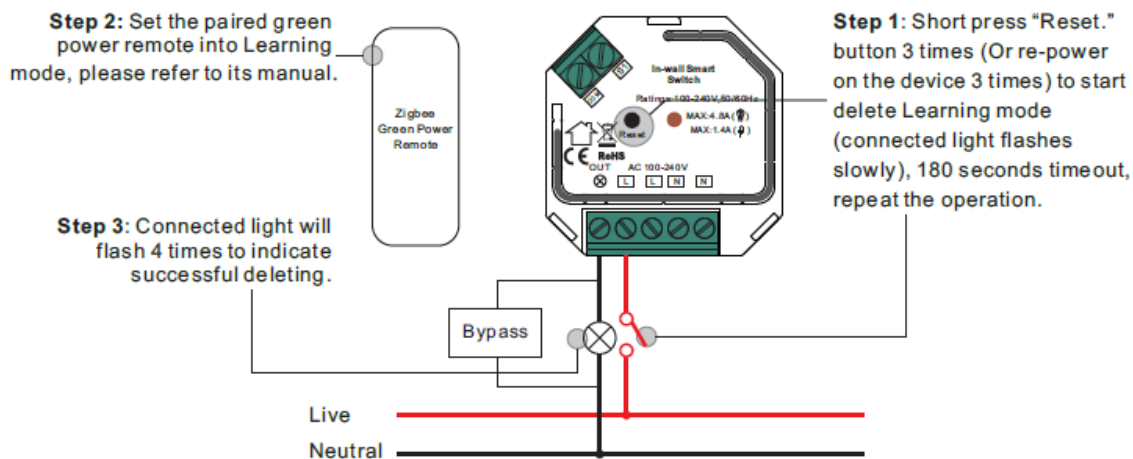 Step 2: Set the paired green
power remote into Learning
mode, please refer to its manual.
Zigbee
Green Power
Remote
Step 3: Connected light will
flash 4 times to indicate
successful deleting.
S1
In-wall Smart
Switch
Ratings:100-240V,50/60Hz
MAX:4.8A
MAX:1.4A
Reset
CE RoHS
OUT AC 100-240V
L L N N
Step 1: Short press “Reset.”
button 3 times (Or re-power
on the device 3 times) to start
delete Learning mode
(connected light flashes
slowly), 180 seconds timeout,
repeat the operation.
Bypass
Live
Neutral